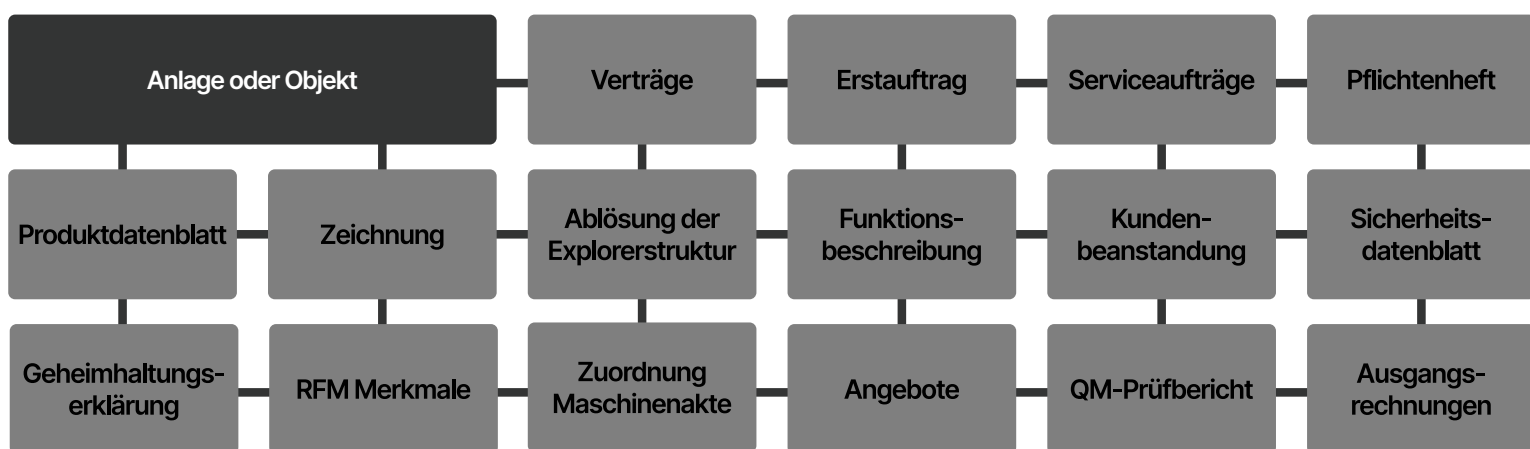 Anlage oder Objekt
Verträge
Erstauftrag
Serviceaufträge
Pflichtenheft
Produktdatenblatt
Zeichnung
Ablösung der
Explorerstruktur
Funktions-
beschreibung
Kunden-
beanstandung
Sicherheits-
datenblatt
Geheimhaltungs-
erklärung
RFM Merkmale
Zuordnung
Maschinenakte
Angebote
QM-Prüfbericht
Ausgangs-
rechnungen